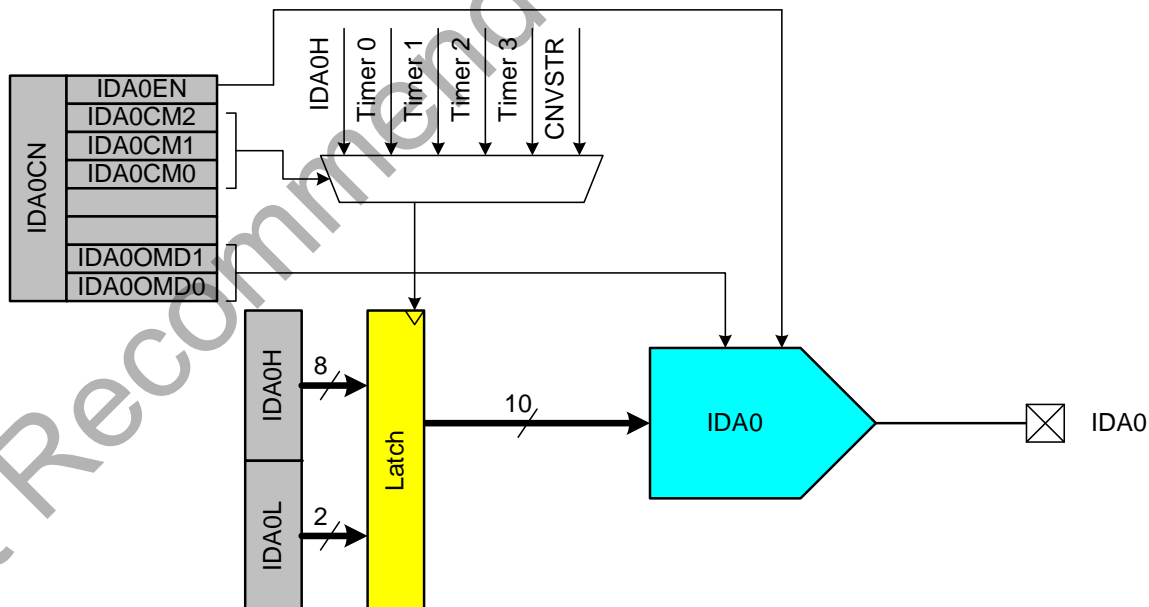 IDA0CN
IDA0EN
IDA0CM2
IDA0CM1
IDA0CM0
IDA0OMD1
IDA0OMD0
IDA0H
Timer 0
Timer 1
Timer 2
Timer 3
CNVSTR
IDA0H
8
IDA0L
2
Latch
10
IDA0
IDA0
Recommend